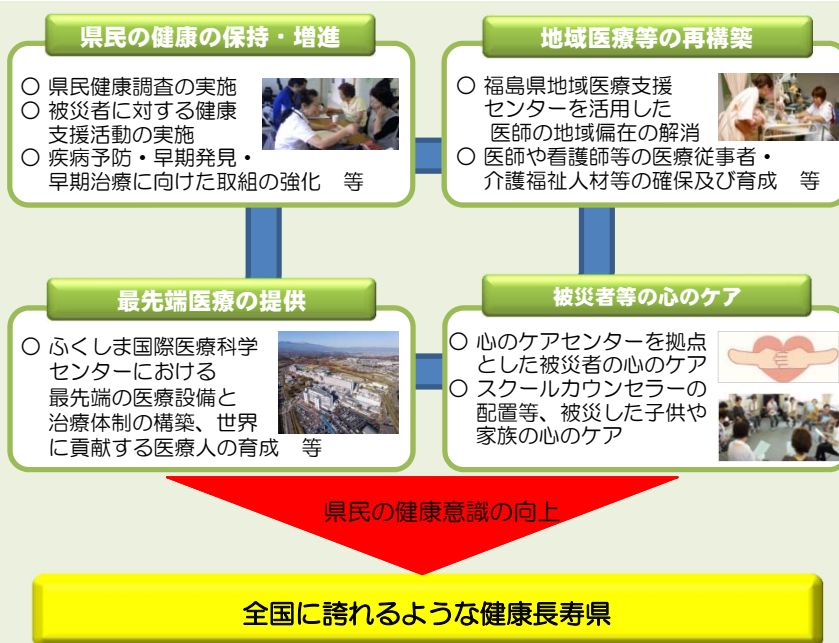 県民の健康の保持・増進
○ 県民健康調査の実施
○ 被災者に対する健康
支援活動の実施
○ 疾病予防・早期発見・
早期治療に向けた取組の強化　等
地域医療等の再構築
○ 福島県地域医療支援
センターを活用した
医師の地域偏在の解消
○ 医師や看護師等の医療従事者・
介護福祉人材等の確保及び育成　等
最先端医療の提供
○ ふくしま国際医療科学
センターにおける
最先端の医療設備と
治療体制の構築、世界
に貢献する医療人の育成　等
被災者等の心のケア
○ 心のケアセンターを拠点
とした被災者の心のケア
○ スクールカウンセラーの
配置等、被災した子供や
家族の心のケア
県民の健康意識の向上
全国に誇れるような健康長寿県